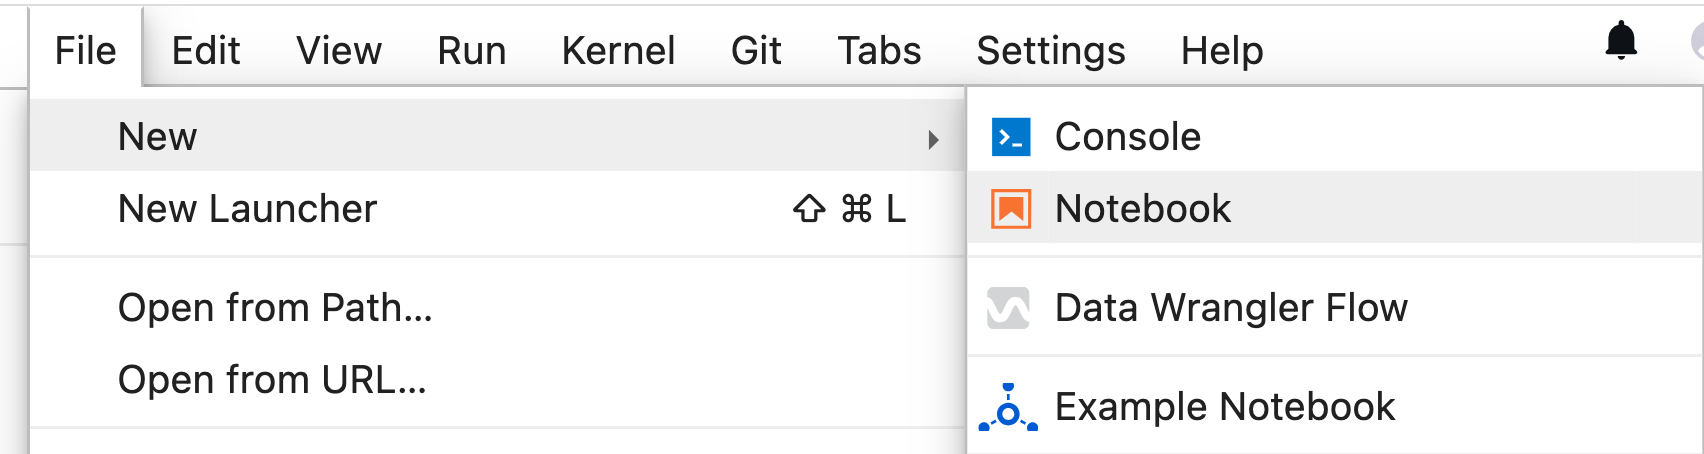 File Edit View Run Kernel Git Tabs Settings Help
New
New Launcher ⇧ ⌘ L
Open from Path...
Open from URL...
Console
Notebook
Data Wrangler Flow
Example Notebook